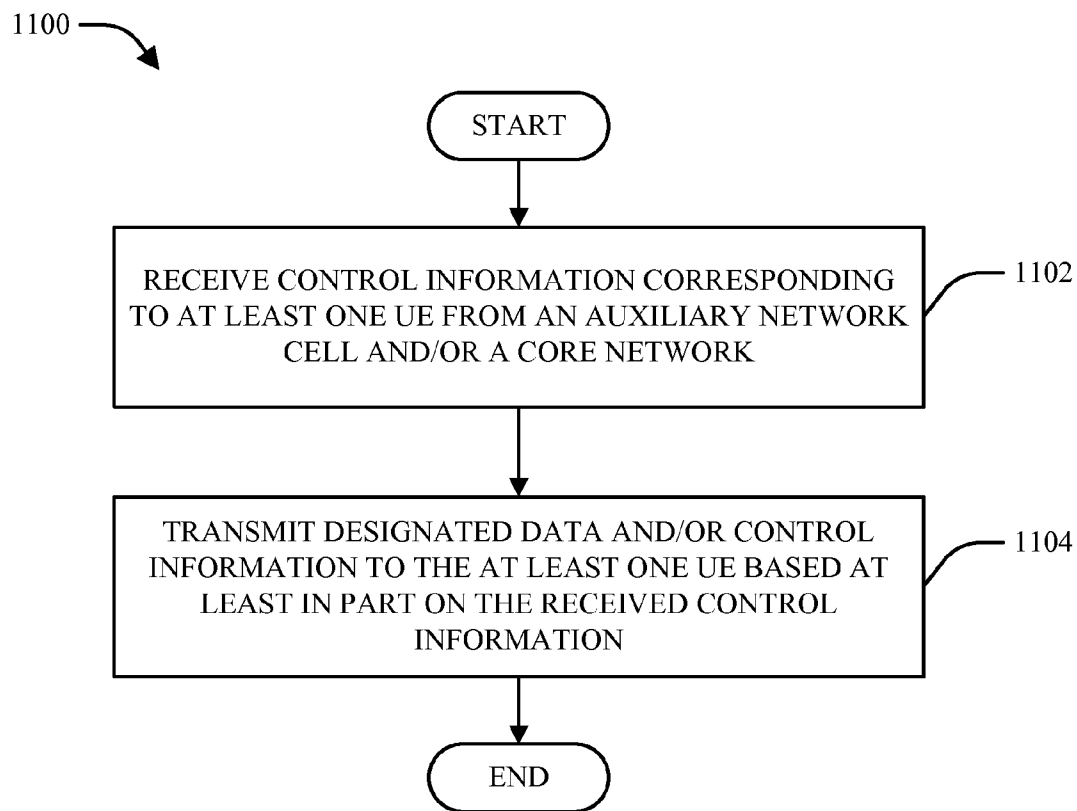 1100
START
RECEIVE CONTROL INFORMATION CORRESPONDING
TO AT LEAST ONE UE FROM AN AUXILIARY NETWORK
CELL AND/OR A CORE NETWORK
1102
TRANSMIT DESIGNATED DATA AND/OR CONTROL
INFORMATION TO THE AT LEAST ONE UE BASED AT
LEAST IN PART ON THE RECEIVED CONTROL
INFORMATION
1104
END